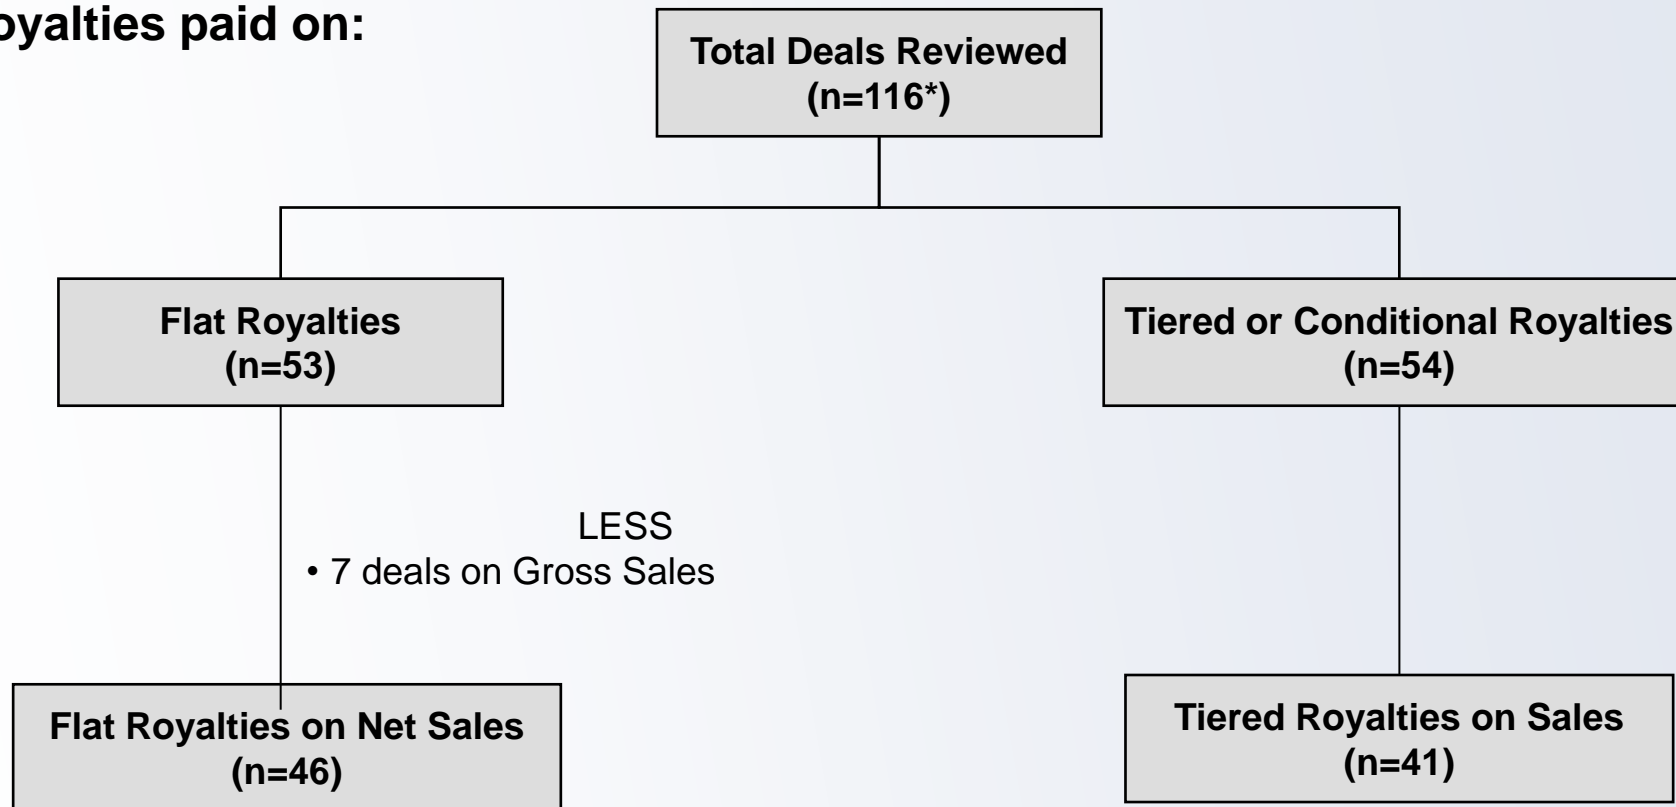 oyalties paid on:
Total Deals Reviewed
(n=116*)
Flat Royalties
(n=53)
Tiered or Conditional Royalties
(n=54)
LESS
• 7 deals on Gross Sales
Flat Royalties on Net Sales
(n=46)
Tiered Royalties on Sales
(n=41)